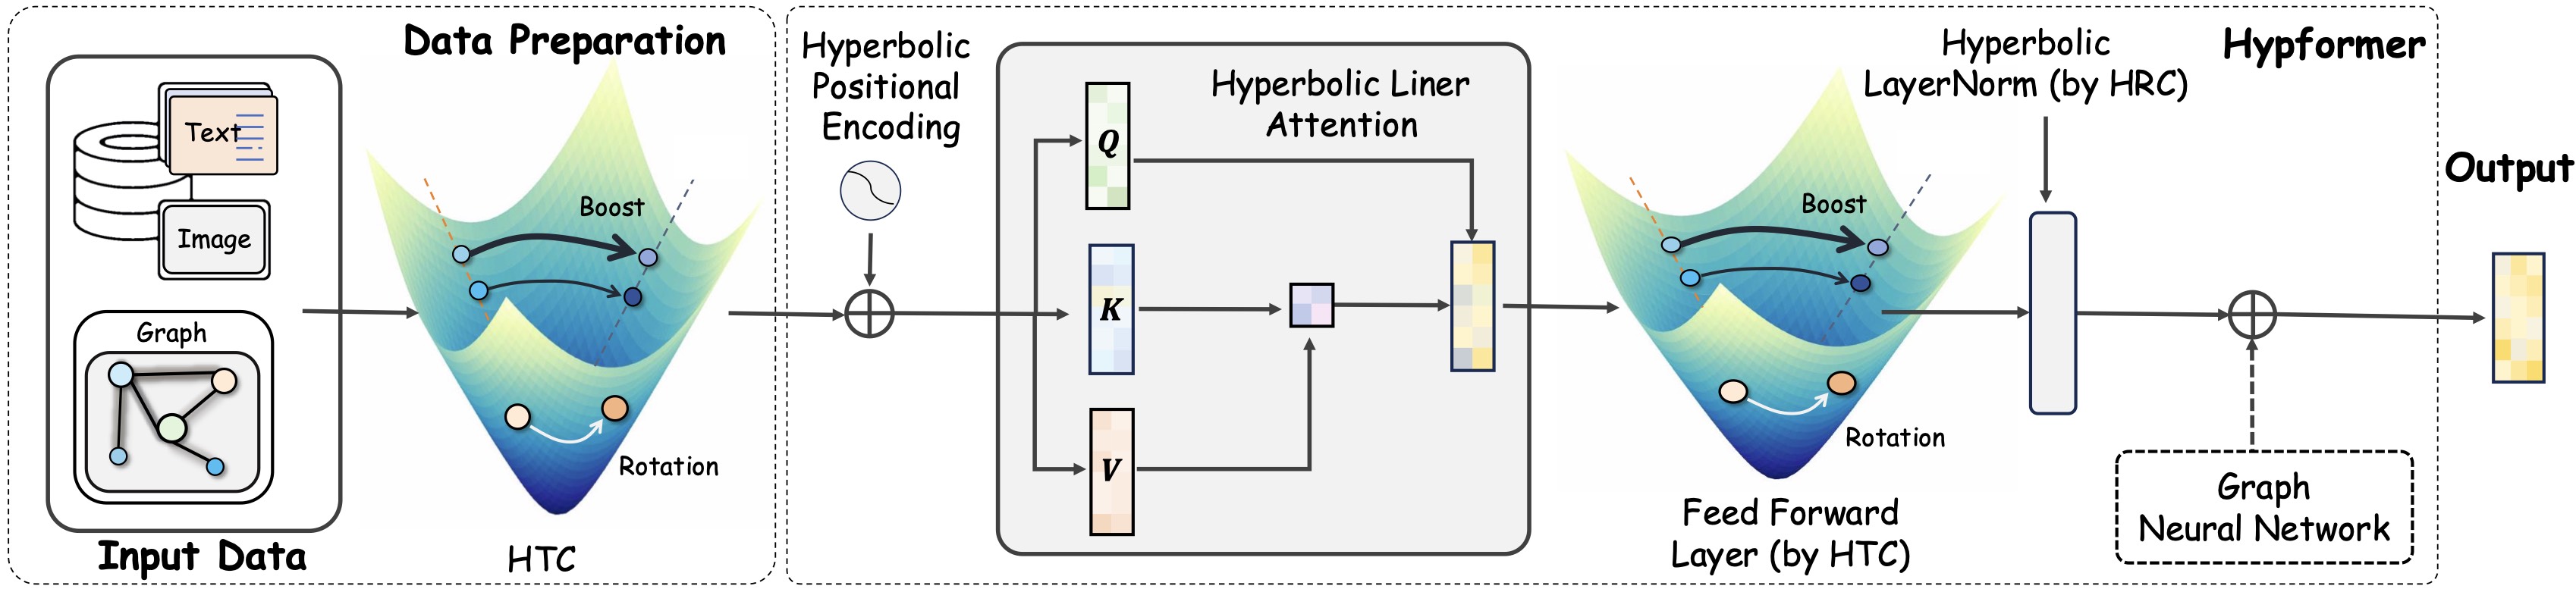 Data Preparation
Text
Image
Graph
Input Data
Boost
Rotation
HTC
Hyperbolic
Positional
Encoding
Hyperbolic Liner
Attention
Q
K
V
Boost
Rotation
Feed Forward
Layer (by HTC)
Hyperbolic
LayerNorm (by HRC)
Hypformer
Graph
Neural Network
Output